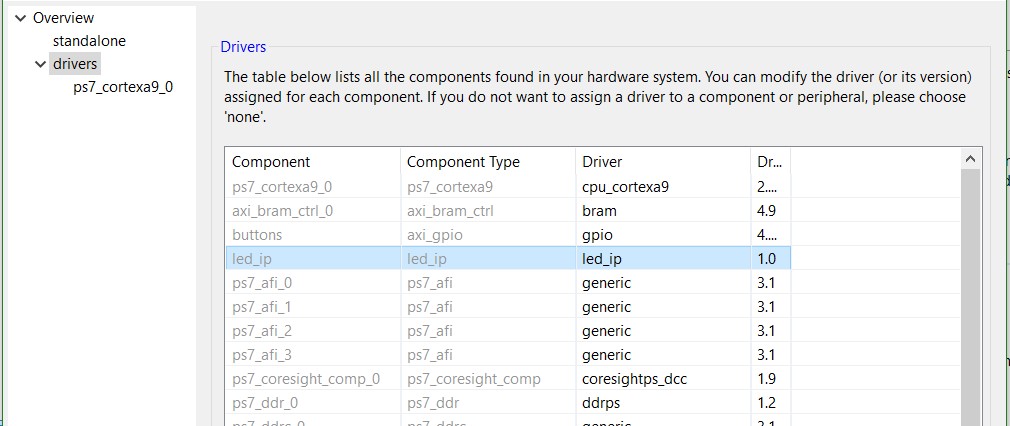 Overview
standalone
drivers
ps7_cortexa9_0
Drivers
The table below lists all the components found in your hardware system. You can modify the driver (or its version)
assigned for each component. If you do not want to assign a driver to a component or peripheral, please choose
'none'.
Component Component Type Driver Dr...
ps7_cortexa9_0 ps7_cortexa9 cpu_cortexa9 2....
axi_bram_ctrl_0 axi_bram_ctrl bram 4.9
buttons axi_gpio gpio 4....
led_ip led_ip led_ip 1.0
ps7_afi_0 ps7_afi generic 3.1
ps7_afi_1 ps7_afi generic 3.1
ps7_afi_2 ps7_afi generic 3.1
ps7_afi_3 ps7_afi generic 3.1
ps7_coresight_comp_0 ps7_coresight_comp coresightps_dcc 1.9
ps7_ddr_0 ps7_ddr ddrps 1.2
ps7_ddrc_0 ps7_ddrc generic 3.1